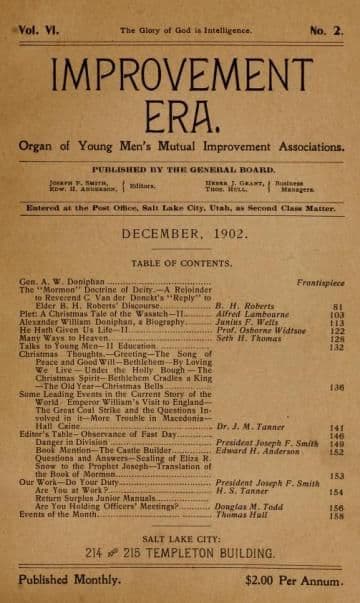 Vol. VI. The Glory of God is Intelligence. No. 2.
IMPROVEMENT
ERA.
Organ of Young Men's Mutual Improvement Associations.
PUBLISHED BY THE GENERAL BOARD.
JOSEPH F. SMITH, EDW. H. ANDERSON, } Editors. HEBER J. GRANT, THOS. HULL, } Business Managers.
Entered at the Post Office, Salt Lake City, Utah, as Second Class Matter.
DECEMBER, 1902.
TABLE OF CONTENTS.
Gen. A. W. Doniphan Frontispiece
The "Mormon" Doctrine of Deity.—A Rejoinder
to Reverend C. Van der Donckt's "Reply" to
Elder B. H. Roberts' Discourse B. H. Roberts 81
Plet: A Christmas Tale of the Wasatch—II Alfred Lambourne 103
Alexander William Doniphan, a Biography Junius F. Wells 113
He Hath Given Us Life—II Prof. Osborne Widtsoe 122
Many Ways to Heaven Seth H. Thomas 128
Talks to Young Men—II Education. 132
Christmas Thoughts.—Greeting—The Song of
Peace and Good Will—Bethlehem—By Loving
We Live—Under the Holly Bough—The
Christmas Spirit—Bethlehem Cradles a King
—The Old Year—Christmas Bells 136
Some Leading Events in the Current Story of the
World—Emperor William's Visit to England—
The Great Coal Strike and the Questions In-
volved in it—More Trouble in Macedonia—
Hall Caine Dr. J. M. Tanner 141
Editor's Table—Observance of Fast Day 146
Danger in Division President Joseph F. Smith 149
Book Mention—The Castle Builder Edward H. Anderson 152
Questions and Answers—Sealing of Eliza R.
Snow to the Prophet Joseph—Translation of
the Book of Mormon 153
Our Work—Do Your Duty President Joseph F. Smith
Are You at Work? H. S. Tanner 154
Return Surplus Junior Manuals
Are You Holding Officers' Meetings? Douglas M. Todd 156
Events of the Month Thomas Hull 158
SALT LAKE CITY:
214 and 215 TEMPLETON BUILDING.
Published Monthly. $2.00 Per Annum.